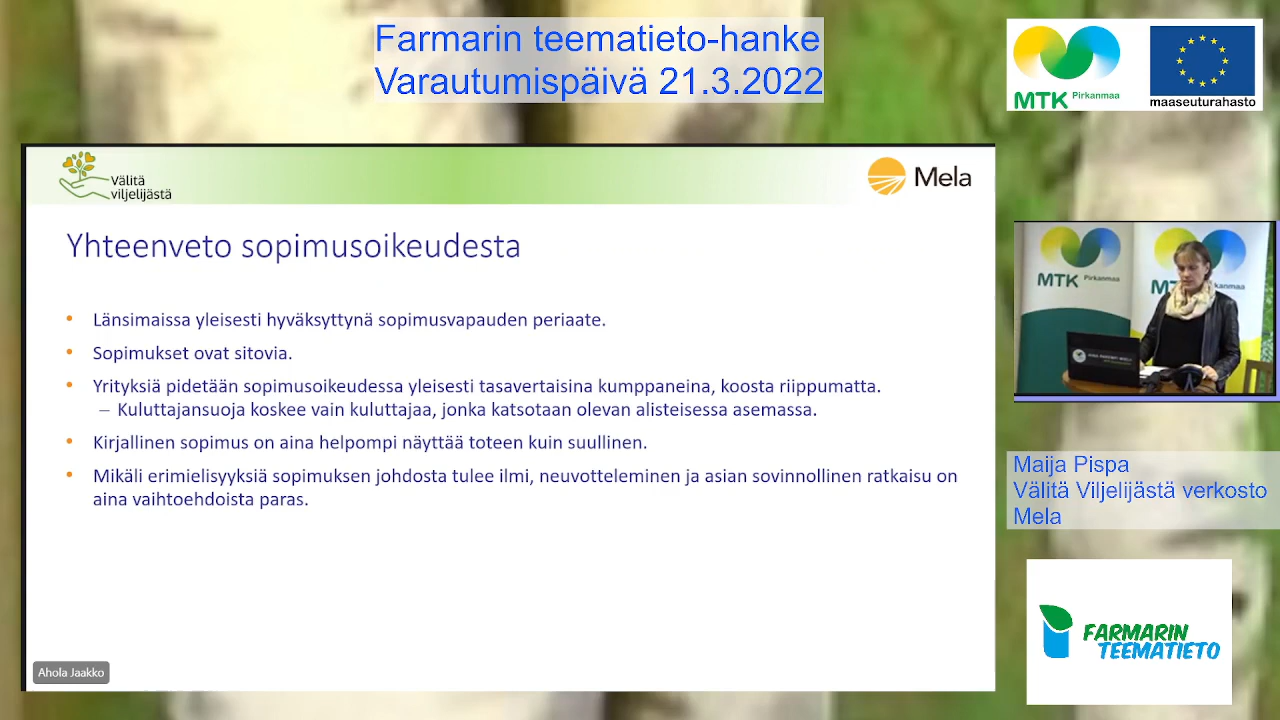 Farmarin teematieto-hanke
Varautumispäivä 21.3.2022
MTK Pirkanmaa
maaseuturahasto
Välitä
viljelijästä
Mela
Yhteenveto sopimusoikeudesta
• Länsimaissa yleisesti hyväksyttynä sopimusvapauden periaate.
• Sopimukset ovat sitovia.
• Yrityksiä pidetään sopimusoikeudessa yleisesti tasavertaisina kumppaneina, koosta riippumatta.
– Kuluttajansuoja koskee vain kuluttajaa, jonka katsotaan olevan alisteisessa asemassa.
• Kirjallinen sopimus on aina helpompi näyttää toteen kuin suullinen.
• Mikäli erimielisyyksiä sopimuksen johdosta tulee ilmi, neuvotteleminen ja asian sovinnollinen ratkaisu on
aina vaihtoehdoista paras.
Ahola Jaakko
MTK Pirkanmaa
Maija Pispa
Välitä Viljelijästä verkosto
Mela
FARMARIN
TEEMATIETO